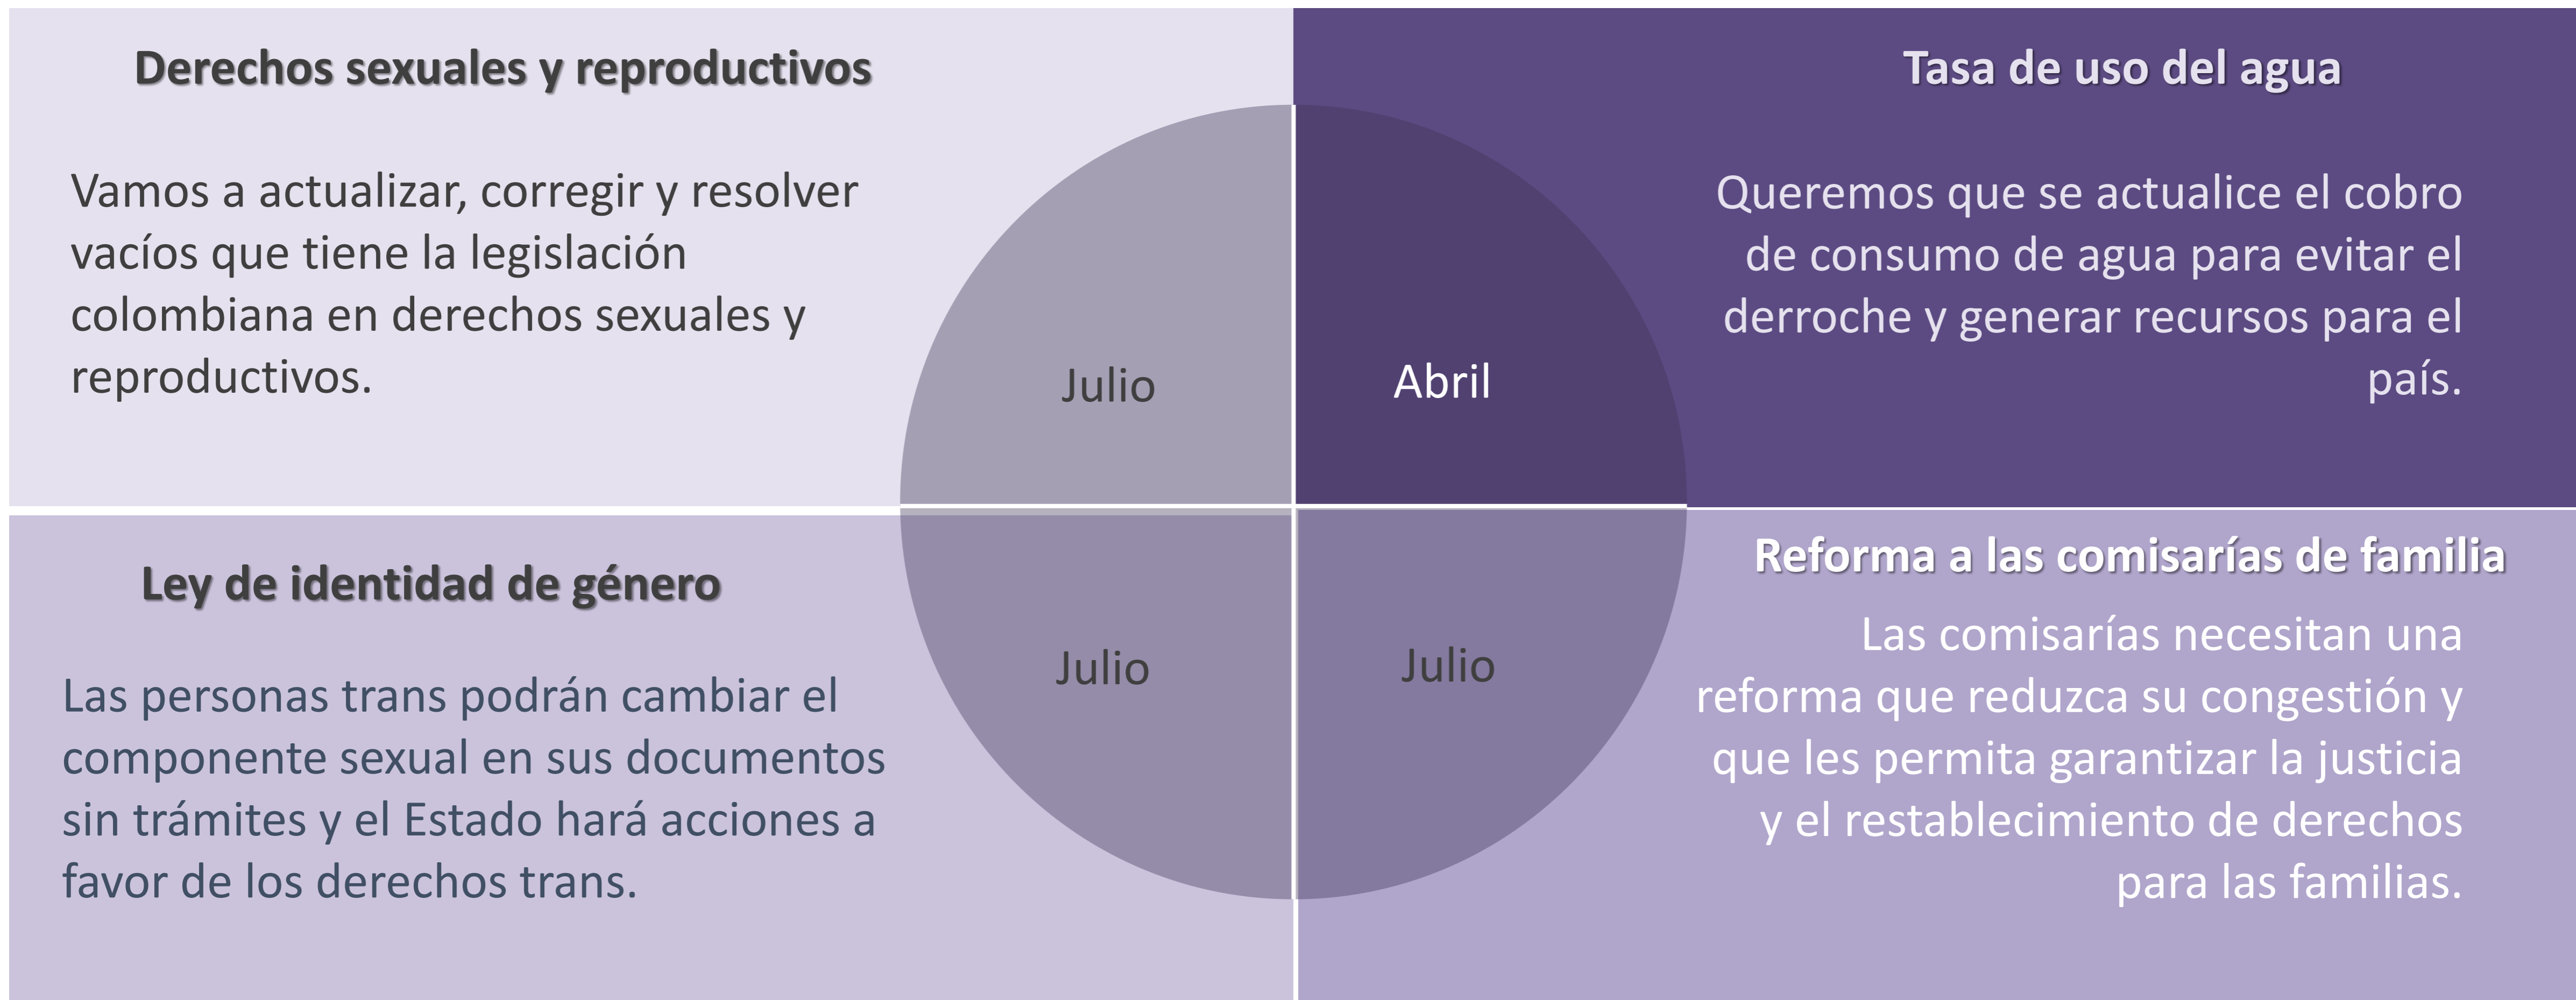 Derechos sexuales y reproductivos
Vamos a actualizar, corregir y resolver
vacíos que tiene la legislación
colombiana en derechos sexuales y
reproductivos.
Julio
Tasa de uso del agua
Queremos que se actualice el cobro
de consumo de agua para evitar el
derroche y generar recursos para el
país.
Abril
Ley de identidad de género
Las personas trans podrán cambiar el
componente sexual en sus documentos
sin trámites y el Estado hará acciones a
favor de los derechos trans.
Julio
Reforma a las comisarías de familia
Las comisarías necesitan una
reforma que reduzca su congestión y
que les permita garantizar la justicia
y el restablecimiento de derechos
para las familias.
Julio